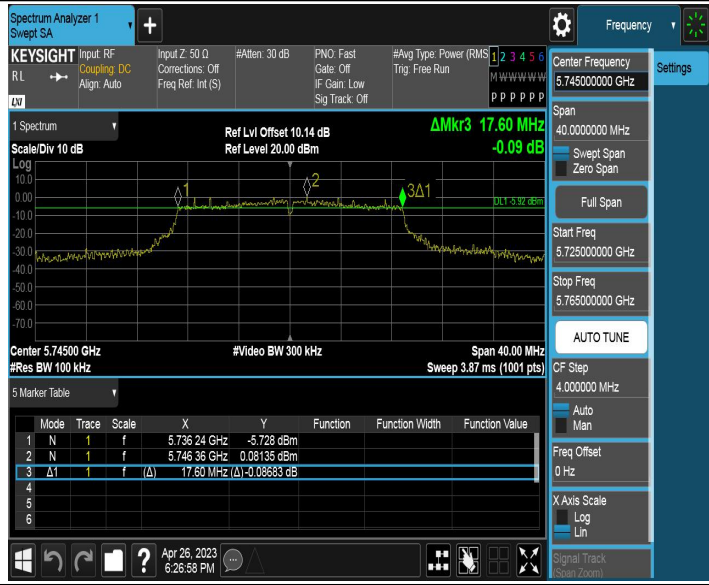 Spectrum Analyzer 1
Swept SA
+
Frequency
KEYSIGHT
RL
LXI
Input: RF
Coupling: DC
Align: Auto
Input Z: 50 Ω
Corrections: Off
Freq Ref: Int (S)
#Atten: 30 dB
PNO: Fast
Gate: Off
IF Gain: Low
Sig Track: Off
#Avg Type: Power (RMS
Trig: Free Run
1 2 3 4 5 6
M W W W W W
P P P P P P
1 Spectrum
Scale/Div 10 dB
Ref Lvl Offset 10.14 dB
Ref Level 20.00 dBm
ΔMkr3 17.60 MHz
-0.09 dB
Log
10.0
0.00
-10.0
-20.0
-30.0
-40.0
-50.0
-60.0
-70.0
1
2
3Δ1
DL1 -5.92 dBm
Center 5.74500 GHz
#Video BW 300 kHz
Span 40.00 MHz
#Res BW 100 kHz
Sweep 3.87 ms (1001 pts)
5 Marker Table
Mode Trace Scale X Y Function Function Width Function Value
1 N 1 f 5.736 24 GHz -5.728 dBm
2 N 1 f 5.746 36 GHz 0.08135 dBm
3 Δ1 1 f (Δ) 17.60 MHz (Δ) -0.08683 dB
4
5
6
?
Apr 26, 2023
6:26:58 PM
Center Frequency
5.745000000 GHz
Settings
Span
40.0000000 MHz
Swept Span
Zero Span
Full Span
Start Freq
5.725000000 GHz
Stop Freq
5.765000000 GHz
AUTO TUNE
CF Step
4.000000 MHz
Auto
Man
Freq Offset
0 Hz
X Axis Scale
Log
Lin
Signal Track
(Span Zoom)